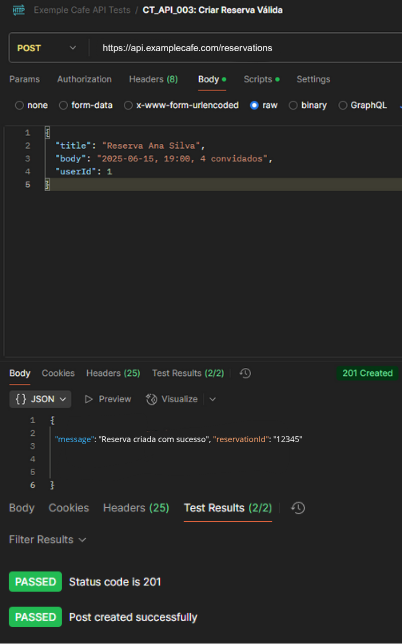 Exemple Cafe API Tests / CT_API_003: Criar Reserva Válida
POST https://api.examplecafe.com/reservations
Params Authorization Headers (8) Body Scripts Settings
none form-data x-www-form-urlencoded raw binary GraphQL
1 {
2 "title": "Reserva Ana Silva",
3 "body": "2025-06-15, 19:00, 4 convidados",
4 "userId": 1
5 }
Body Cookies Headers (25) Test Results (2/2) 201 Created
{} JSON Preview Visualize
1 {
2
3 "message": "Reserva criada com sucesso", "reservationId": "12345"
4
5
6 }
Body Cookies Headers (25) Test Results (2/2)
Filter Results
PASSED Status code is 201
PASSED Post created successfully